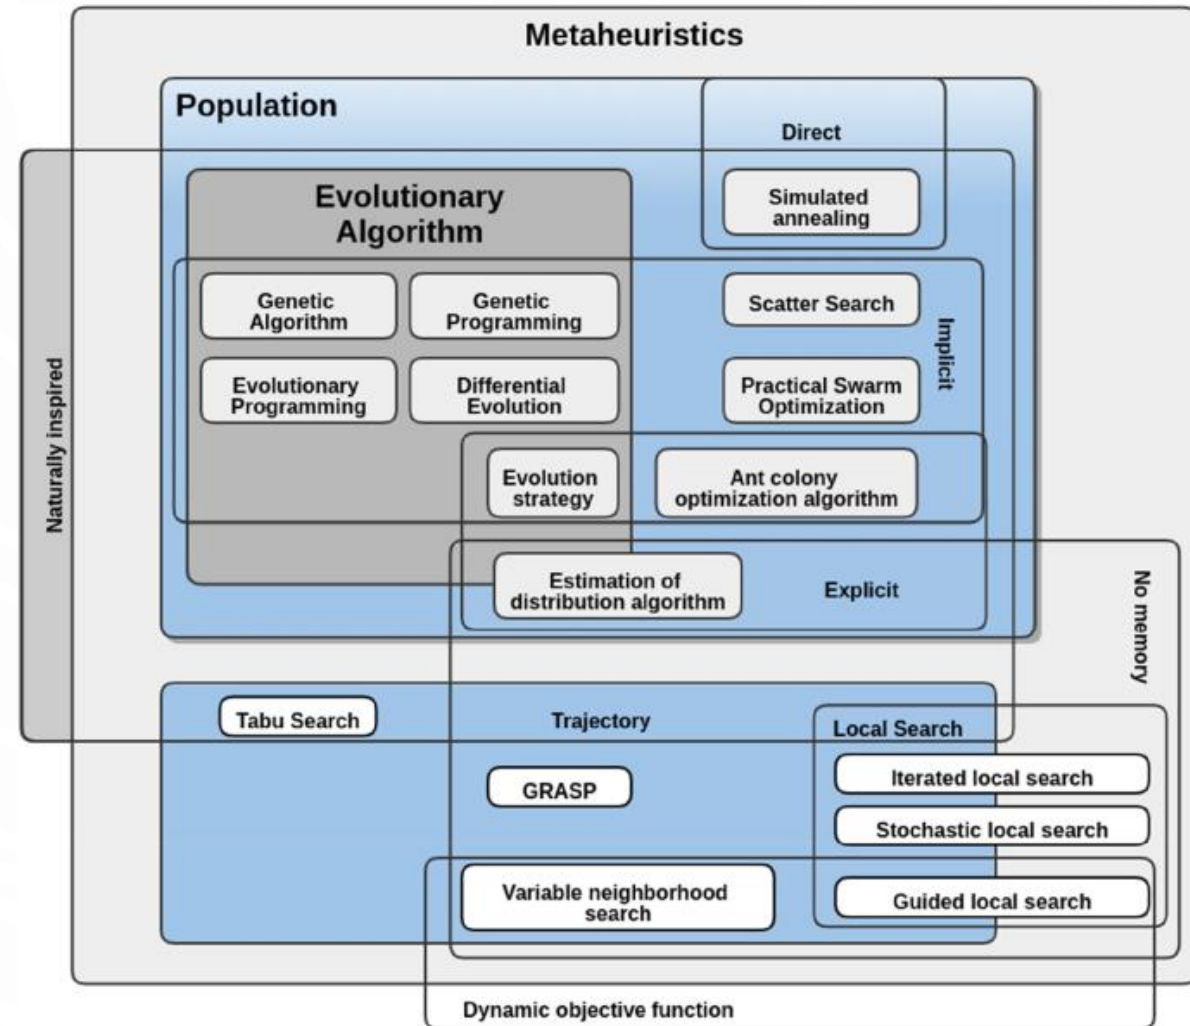 Metaheuristics
Population
Direct
Evolutionary
Algorithm
Simulated
annealing
Genetic
Algorithm
Genetic
Programming
Scatter Search
Implicit
Evolutionary
Programming
Differential
Evolution
Practical Swarm
Optimization
Naturally inspired
Evolution
strategy
Ant colony
optimization algorithm
Estimation of
distribution algorithm
Explicit
No memory
Tabu Search
Trajectory
Local Search
Iterated local search
GRASP
Stochastic local search
Variable neighborhood
search
Guided local search
Dynamic objective function